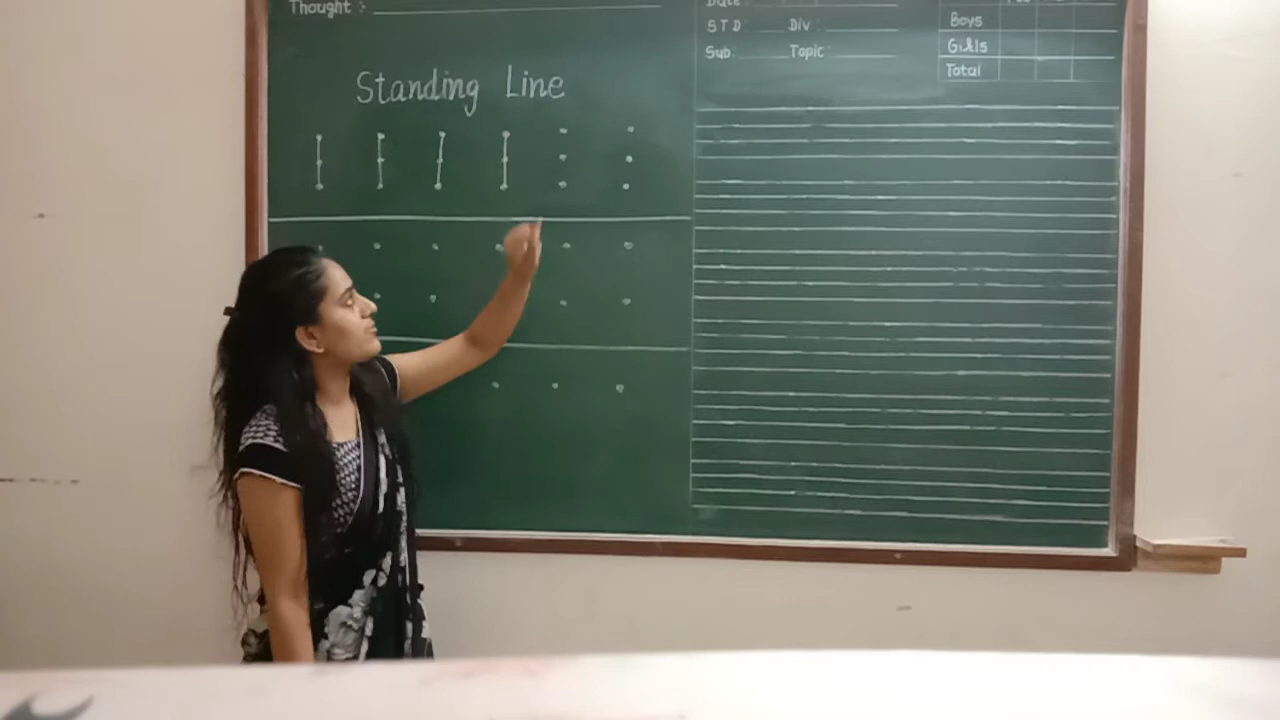 Thought :-
Standing Line
Date:
STD: Div:
Sub: Topic:
Boys
Girls
Total